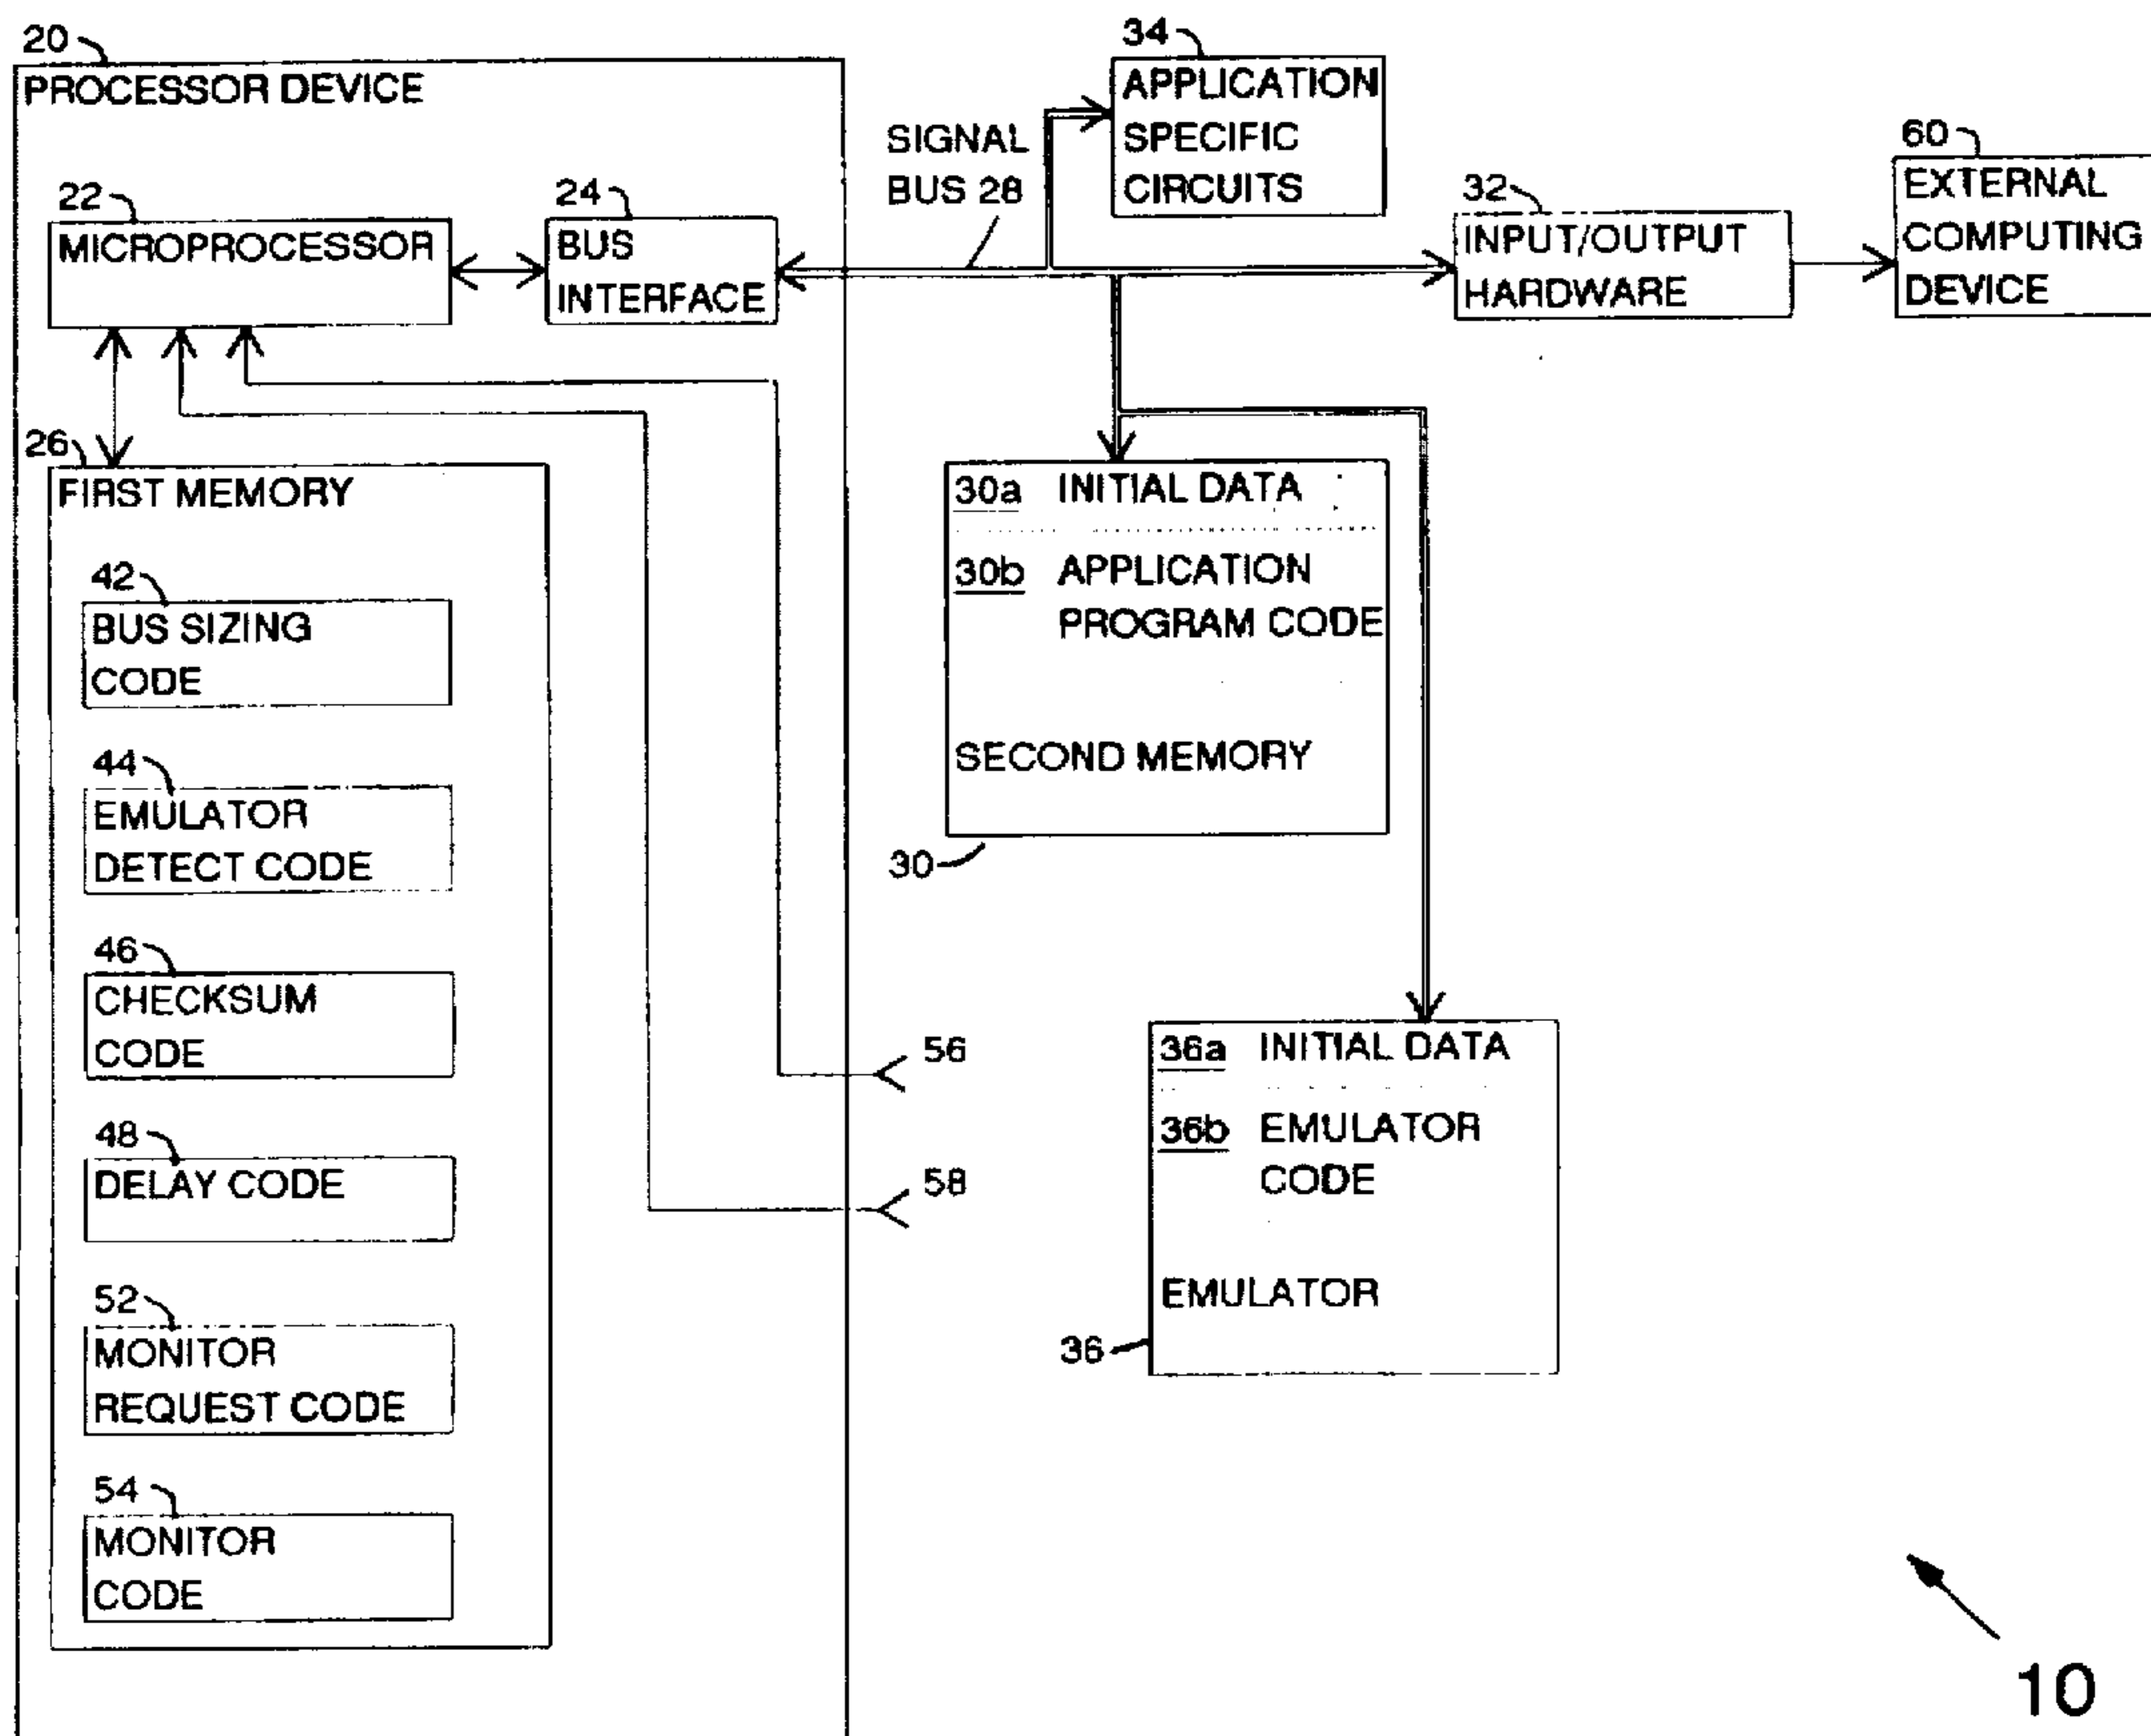 20
PROCESSOR DEVICE
22
MICROPROCESSOR
24
BUS
INTERFACE
SIGNAL
BUS 28
34
APPLICATION
SPECIFIC
CIRCUITS
32
INPUT/OUTPUT
HARDWARE
60
EXTERNAL
COMPUTING
DEVICE
26
FIRST MEMORY
42
BUS SIZING
CODE
44
EMULATOR
DETECT CODE
46
CHECKSUM
CODE
48
DELAY CODE
52
MONITOR
REQUEST CODE
54
MONITOR
CODE
30a INITIAL DATA
30b APPLICATION
PROGRAM CODE
SECOND MEMORY
30
56
58
36a INITIAL DATA
36b EMULATOR
CODE
EMULATOR
36
10